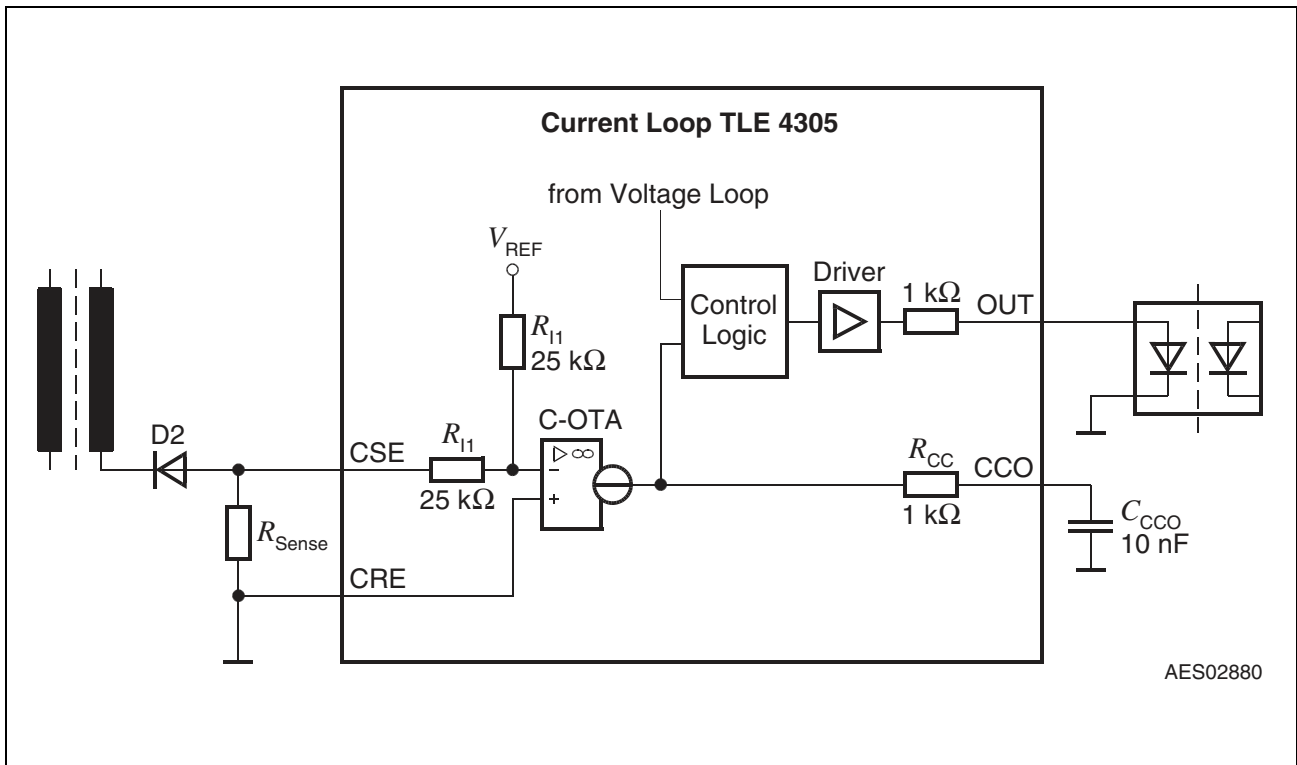 Current Loop TLE 4305
from Voltage Loop
V_REF
Driver
1 kΩ
OUT
Control
Logic
R_I1
25 kΩ
C-OTA
D2
CSE
R_I1
25 kΩ
▷ ∞
−
+
R_CC
1 kΩ
CCO
C_CCO
10 nF
R_Sense
CRE
AES02880